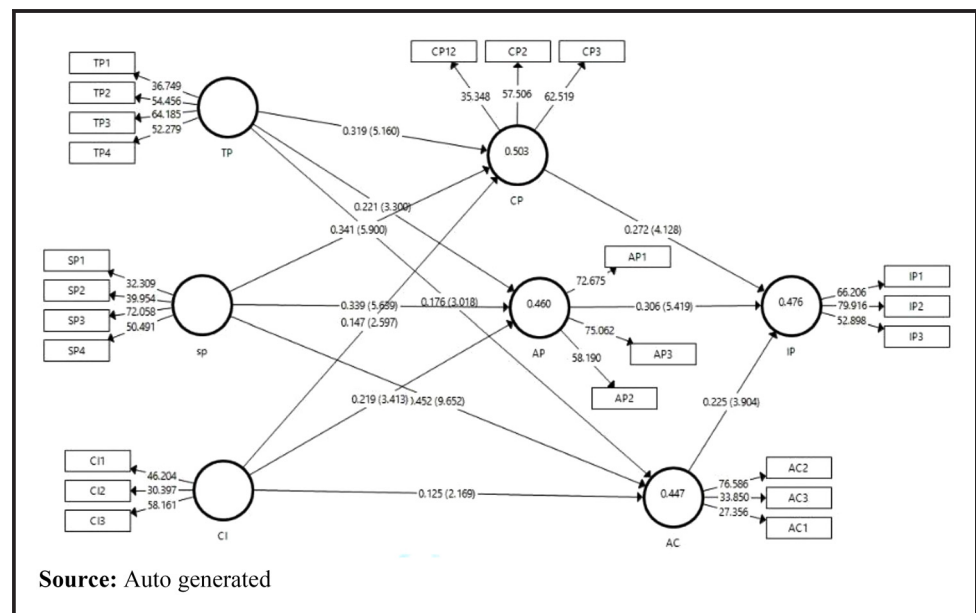 CP12 CP2 CP3
TP1
TP2
TP3
TP4
36.749
54.456
64.185
52.279
TP
35.348
57.506
62.519
0.319 (5.160)
0.503
CP
0.221 (3.300)
0.341 (5.900)
0.272 (4.128)
SP1
SP2
SP3
SP4
32.309
39.954
72.058
50.491
sp
AP1
72.675
0.339 (5.639)
0.176 (3.018)
0.147 (2.597)
0.460
AP
0.306 (5.419)
75.062
AP3
58.190
AP2
0.476
IP
66.206
79.916
52.898
IP1
IP2
IP3
0.219 (3.413)
.452 (9.652)
0.225 (3.904)
CI1
CI2
CI3
46.204
30.397
58.161
CI
0.125 (2.169)
0.447
AC
76.586
33.850
27.356
AC2
AC3
AC1
Source: Auto generated